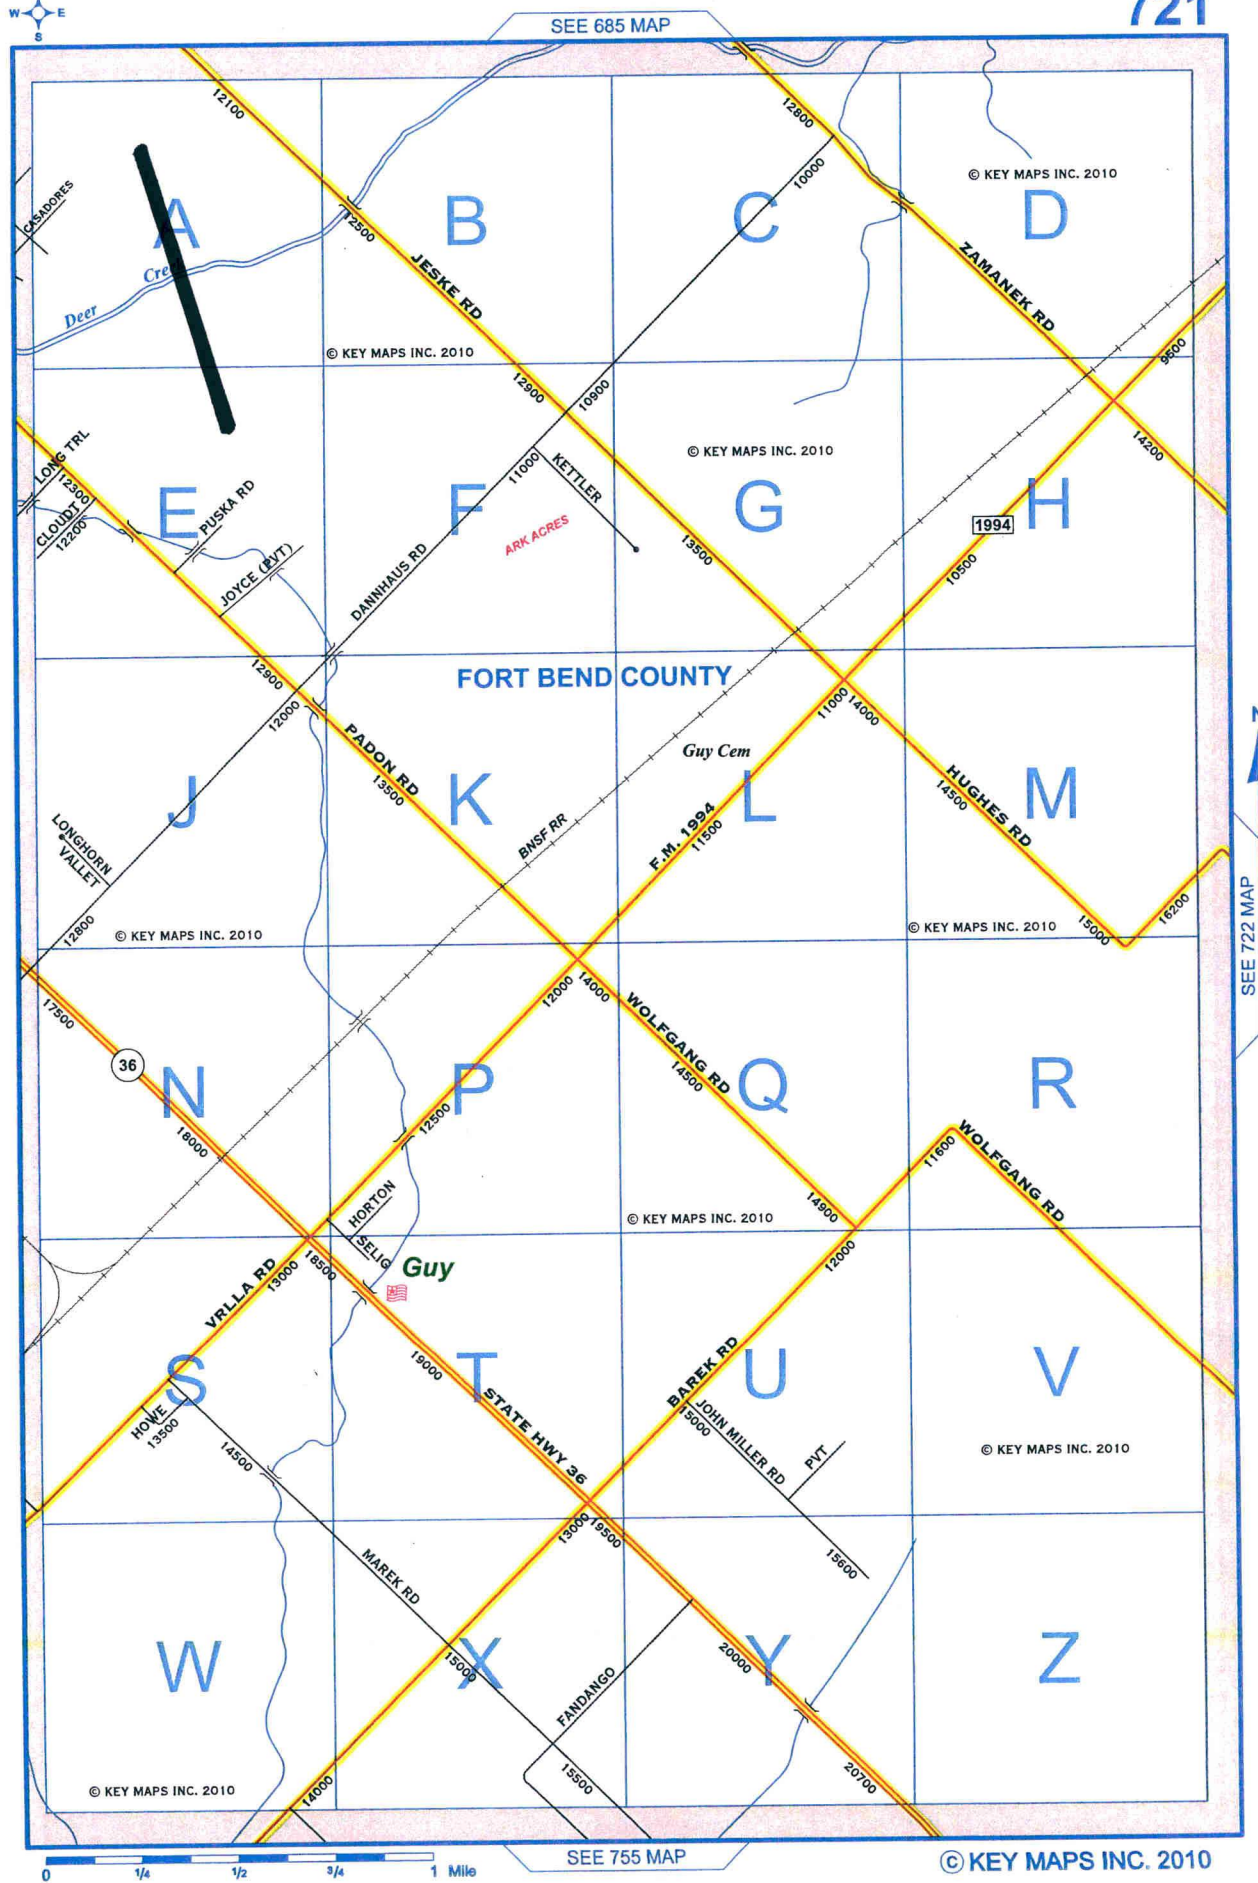 W E
S
SEE 685 MAP
721
12100
12800
10000
© KEY MAPS INC. 2010
CASADORES
A
B
C
D
12500
JESKE RD
ZAMANEK RD
Deer Creek
© KEY MAPS INC. 2010
9500
12900
10900
14200
LONG TRL
12300
CLOUDT
12200
E
PUSKA RD
JOYCE (PVT)
11000
KETTLER
F
ARK ACRES
© KEY MAPS INC. 2010
G
H
1994
13500
10500
DANNHAUS RD
12900
12000
FORT BEND COUNTY
11000
14000
PADON RD
13500
Guy Cem
J
K
L
M
HUGHES RD
14500
F.M. 1994
11500
BNSF RR
LONGHORN
VALLET
12800
© KEY MAPS INC. 2010
© KEY MAPS INC. 2010
15000
16200
SEE 722 MAP
N
17500
36
12000
14000
WOLFGANG RD
14500
N
P
Q
R
18000
12500
11600
WOLFGANG RD
HORTON
SELIG
14900
© KEY MAPS INC. 2010
12000
VRLLA RD
13000
18500
Guy
S
T
U
V
19000
STATE HWY 36
BAREK RD
15000
JOHN MILLER RD
PVT
HOWE
13500
14500
© KEY MAPS INC. 2010
13000
19500
15600
MAREK RD
W
X
Y
Z
15000
20000
FANDANGO
15500
20700
14000
© KEY MAPS INC. 2010
0 1/4 1/2 3/4 1 Mile
SEE 755 MAP
© KEY MAPS INC. 2010